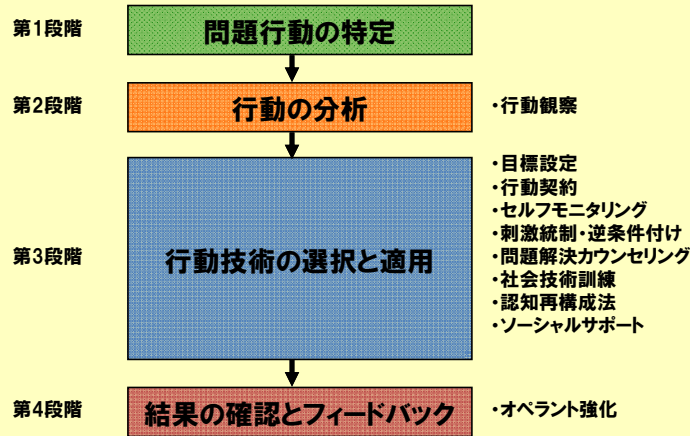 第1段階
問題行動の特定
第2段階
行動の分析
・行動観察
第3段階
行動技術の選択と適用
・目標設定
・行動契約
・セルフモニタリング
・刺激統制・逆条件付け
・問題解決カウンセリング
・社会技術訓練
・認知再構成法
・ソーシャルサポート
第4段階
結果の確認とフィードバック
・オペラント強化